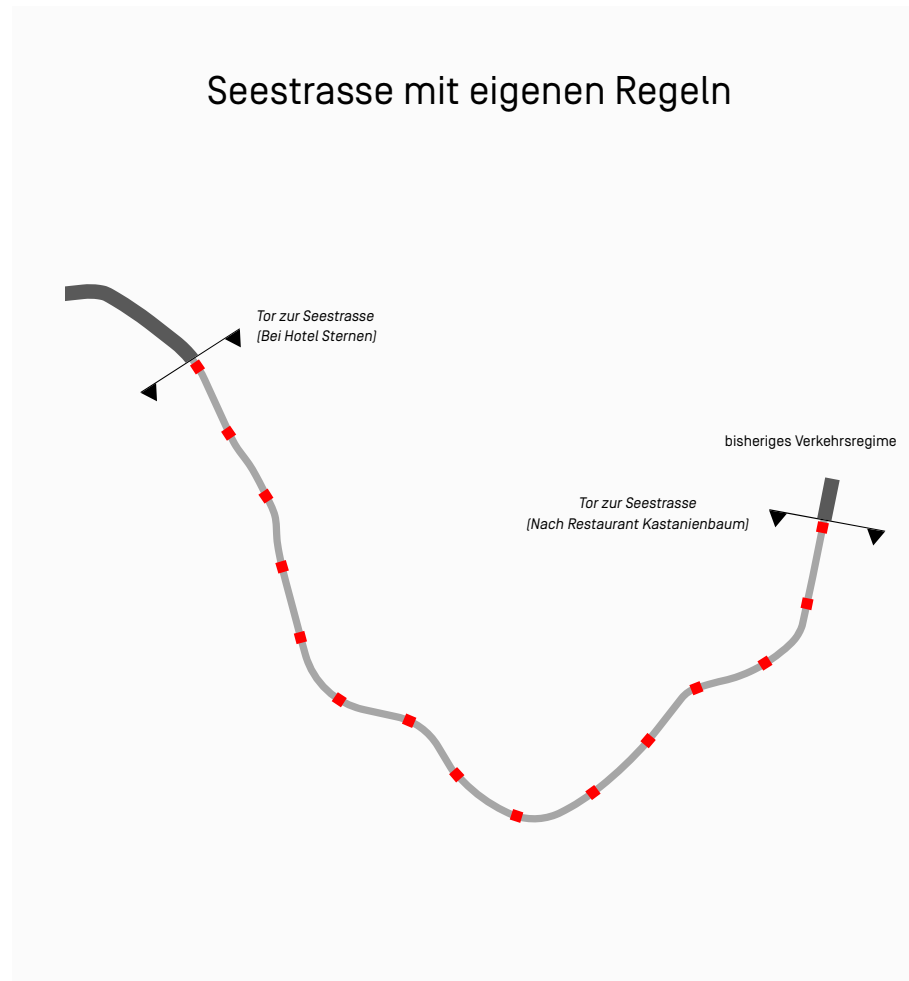 Seestrasse mit eigenen Regeln
Tor zur Seestrasse
(Bei Hotel Sternen)
bisheriges Verkehrsregime
Tor zur Seestrasse
(Nach Restaurant Kastanienbaum)